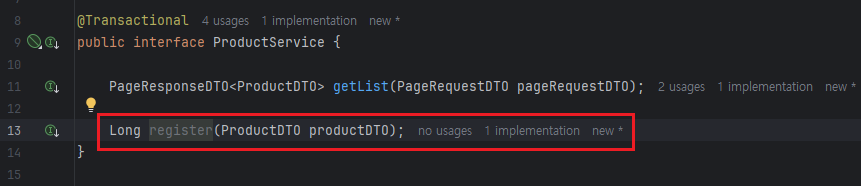 8 @Transactional 4 usages 1 implementation new *
9 public interface ProductService {
10
11 PageResponseDTO<ProductDTO> getList(PageRequestDTO pageRequestDTO); 2 usages 1 implementation new *
12
13 Long register(ProductDTO productDTO); no usages 1 implementation new *
14 }
15